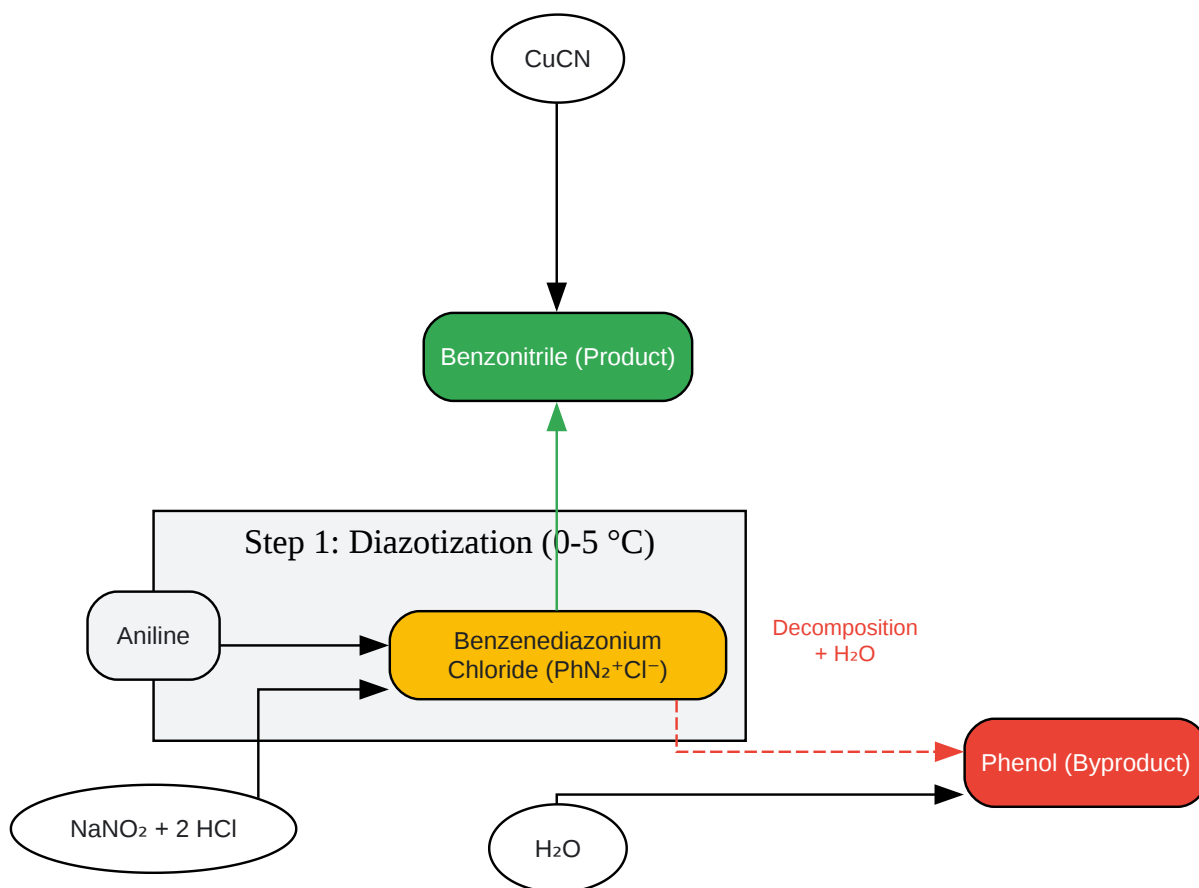 CuCN
Benzonitrile (Product)
Step 1: Diazotization (0-5 °C)
Aniline
Benzenediazonium
Chloride (PhN₂⁺Cl⁻)
Decomposition
+ H₂O
Phenol (Byproduct)
NaNO₂ + 2 HCl
H₂O